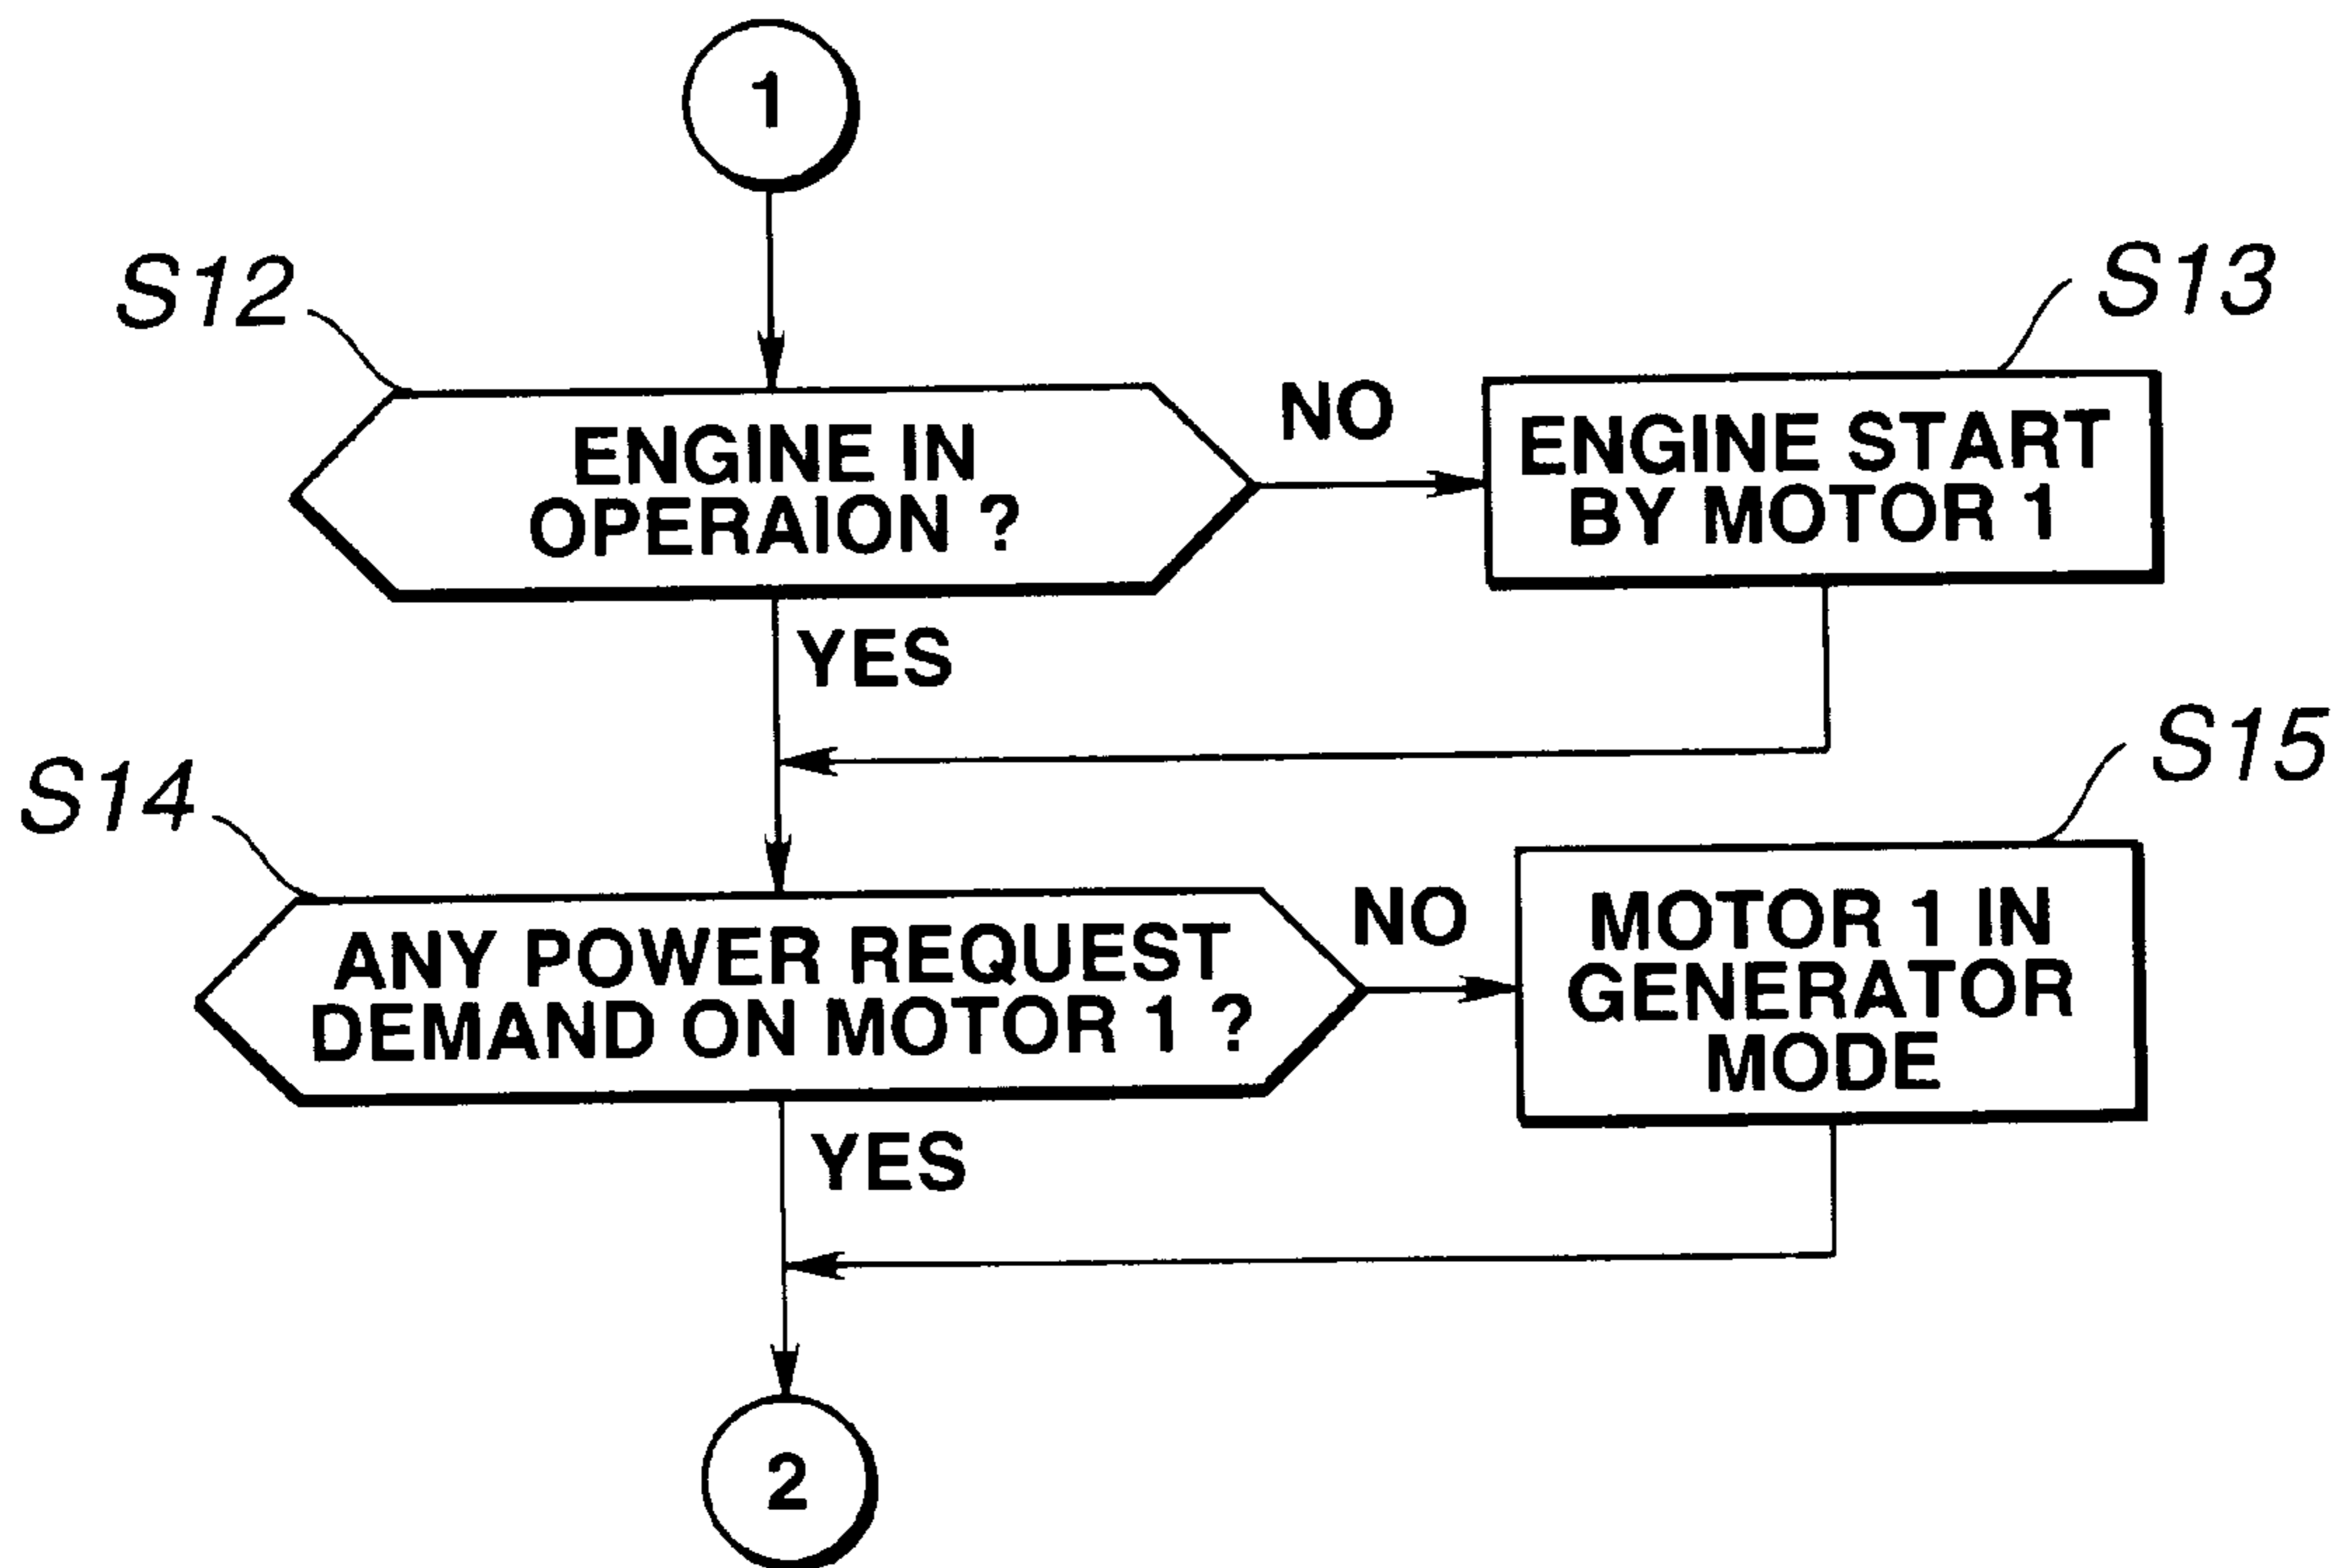 1
S12
S13
ENGINE IN
OPERAION ?
NO
ENGINE START
BY MOTOR 1
YES
S14
S15
ANY POWER REQUEST
DEMAND ON MOTOR 1 ?
NO
MOTOR 1 IN
GENERATOR
MODE
YES
2